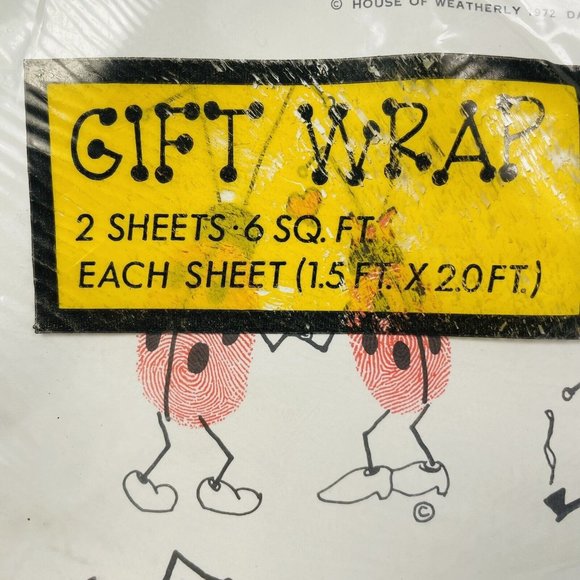 © HOUSE OF WEATHERLY 1972
GIFT WRAP
2 SHEETS·6 SQ. FT.
EACH SHEET (1.5 FT. X 2.0 FT.)
©